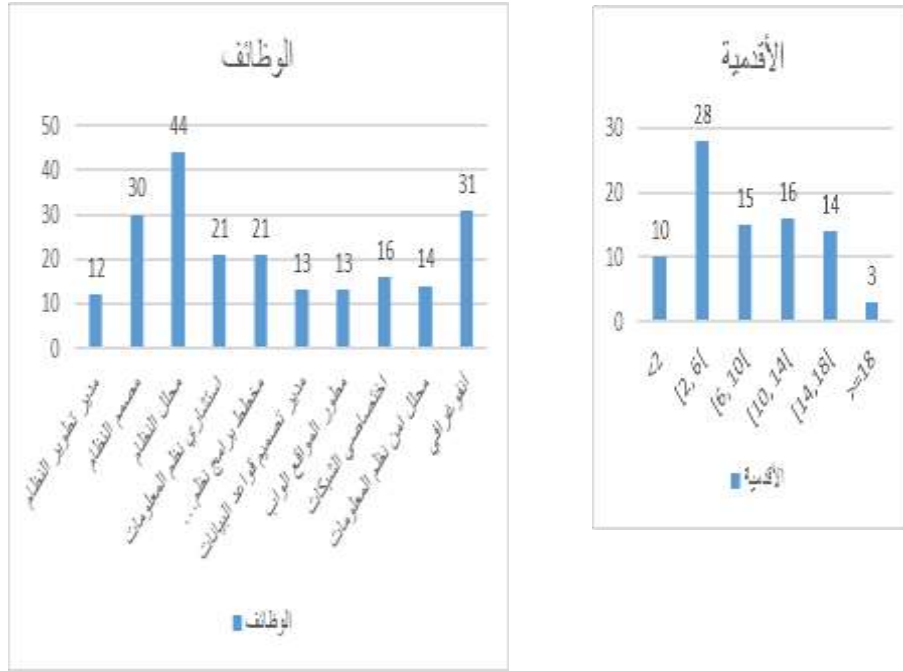 الوظائف
50
40
30
20
10
0
12
30
44
21
21
13
13
16
14
31
مدير تطوير النظام
مصمم النظام
محلل النظام
استشاري نظم المعلومات
مخطط برامج نظم...
مدير تصميم قواعد البيانات
مطور المواقع الواب
اختصاصي الشبكات
محلل امن نظم المعلومات
انفوغرافي
الوظائف
الأقدمية
30
20
10
0
10
28
15
16
14
3
<2
[2, 6[
[6, 10[
[10, 14[
[14,18[
>=18
الأقدمية